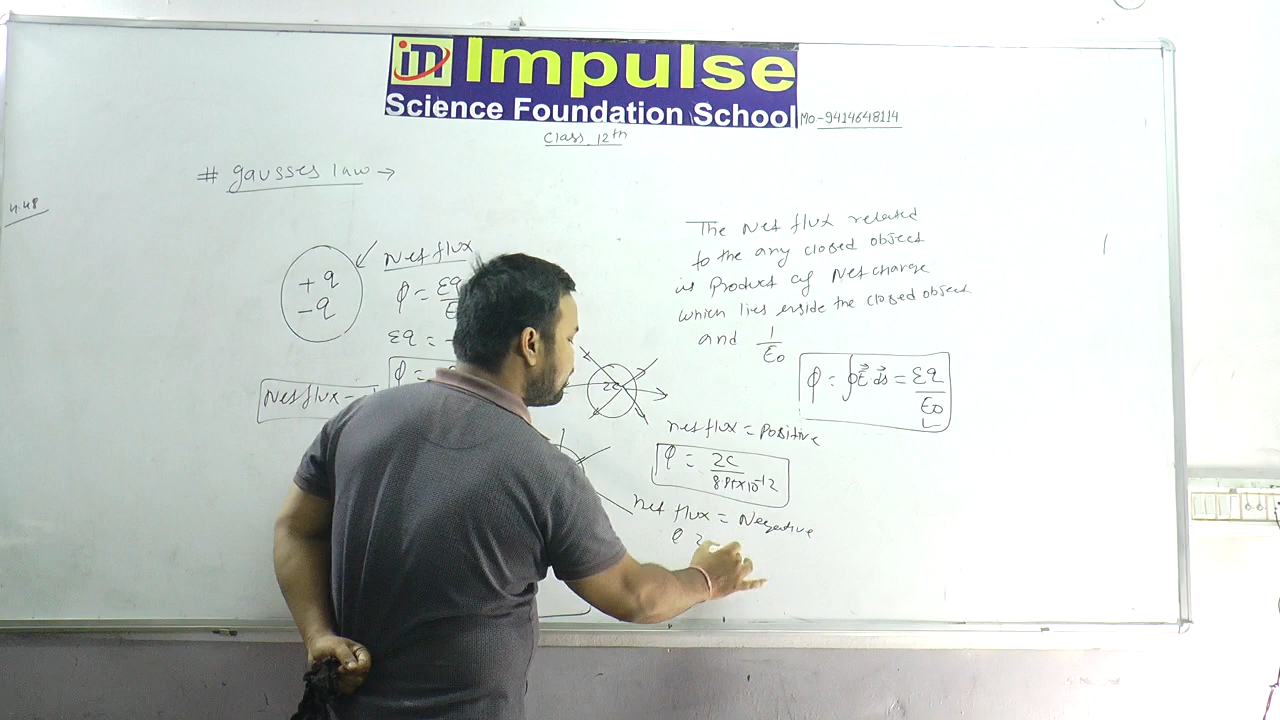 Impulse
Science Foundation School
Mo-9414648114
Class 12th
# gausses law →
4.48
+q
-q
Net flux
φ = Σq
Σq =
φ =
Net flux =
The Net flux related
to the any closed object
is Product of Net charge
which lies inside the closed object
and 1/ε0
φ = ∮E⃗ ds⃗ = Σq/ε0
2C
net flux = Positive
φ = 2C/8.85×10^-12
Net flux = Negative
φ =